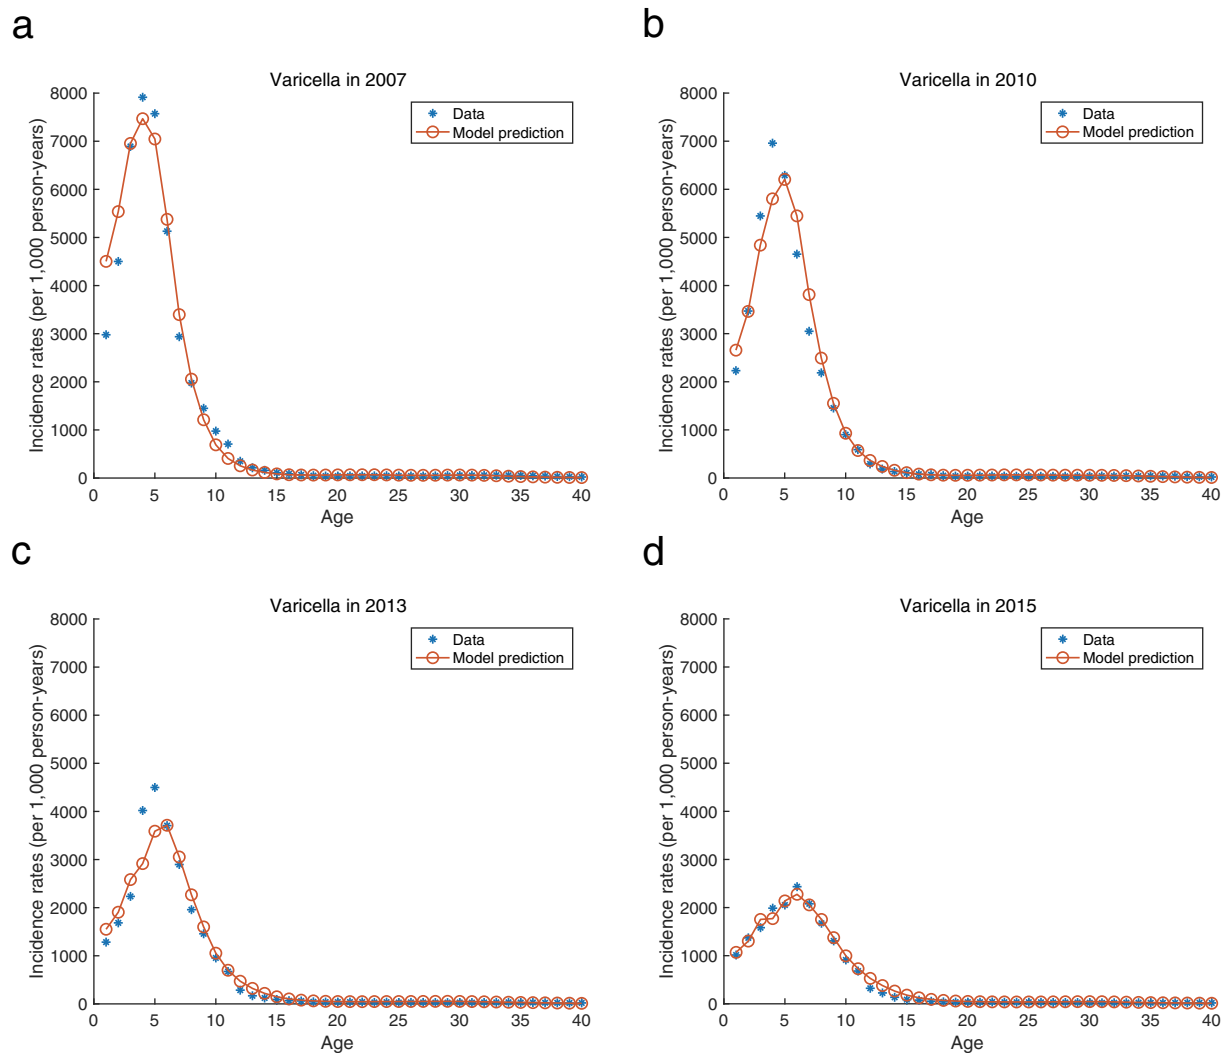 a
Varicella in 2007
Incidence rates (per 1,000 person-years)
8000
7000
6000
5000
4000
3000
2000
1000
0
Data
Model prediction
0 5 10 15 20 25 30 35 40
Age
b
Varicella in 2010
Incidence rates (per 1,000 person-years)
8000
7000
6000
5000
4000
3000
2000
1000
0
Data
Model prediction
0 5 10 15 20 25 30 35 40
Age
c
Varicella in 2013
Incidence rates (per 1,000 person-years)
8000
7000
6000
5000
4000
3000
2000
1000
0
Data
Model prediction
0 5 10 15 20 25 30 35 40
Age
d
Varicella in 2015
Incidence rates (per 1,000 person-years)
8000
7000
6000
5000
4000
3000
2000
1000
0
Data
Model prediction
0 5 10 15 20 25 30 35 40
Age